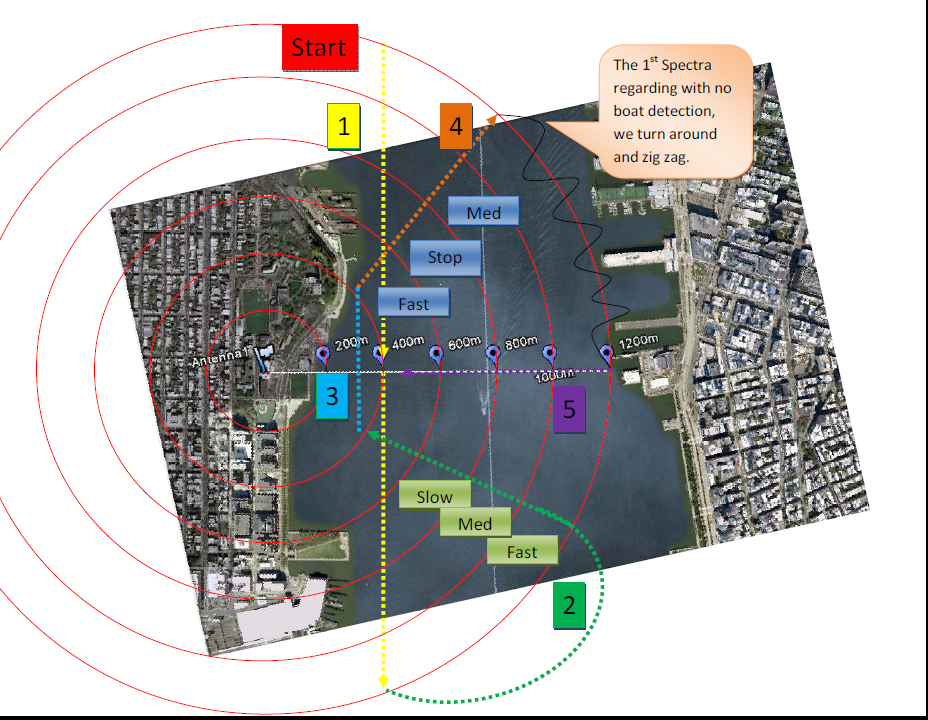 Start
The 1st Spectra
regarding with no
boat detection,
we turn around
and zig zag.
1
4
Med
Stop
Fast
Antenna
200m
400m
600m
800m
1000m
1200m
3
5
Slow
Med
Fast
2